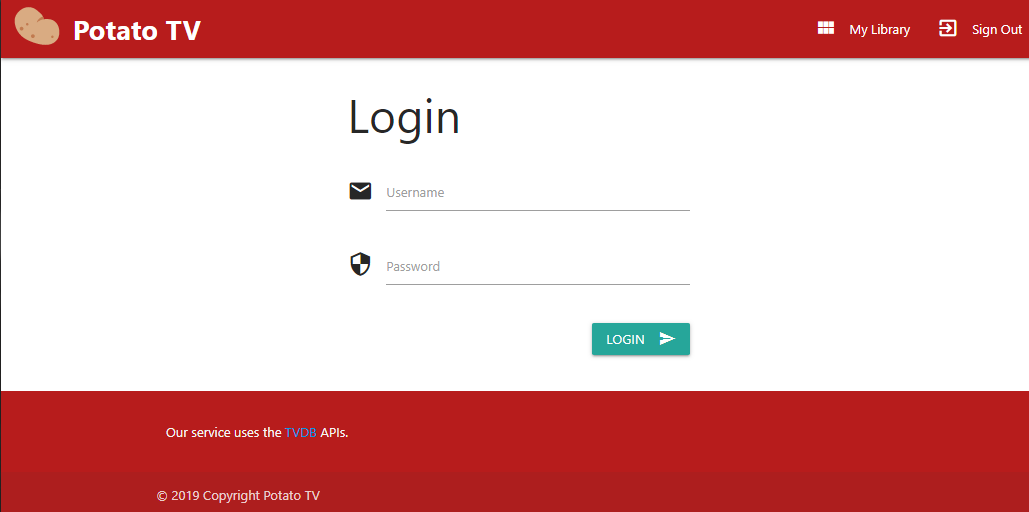 Potato TV
My Library
Sign Out
Login
Username
Password
LOGIN
Our service uses the TVDB APIs.
© 2019 Copyright Potato TV